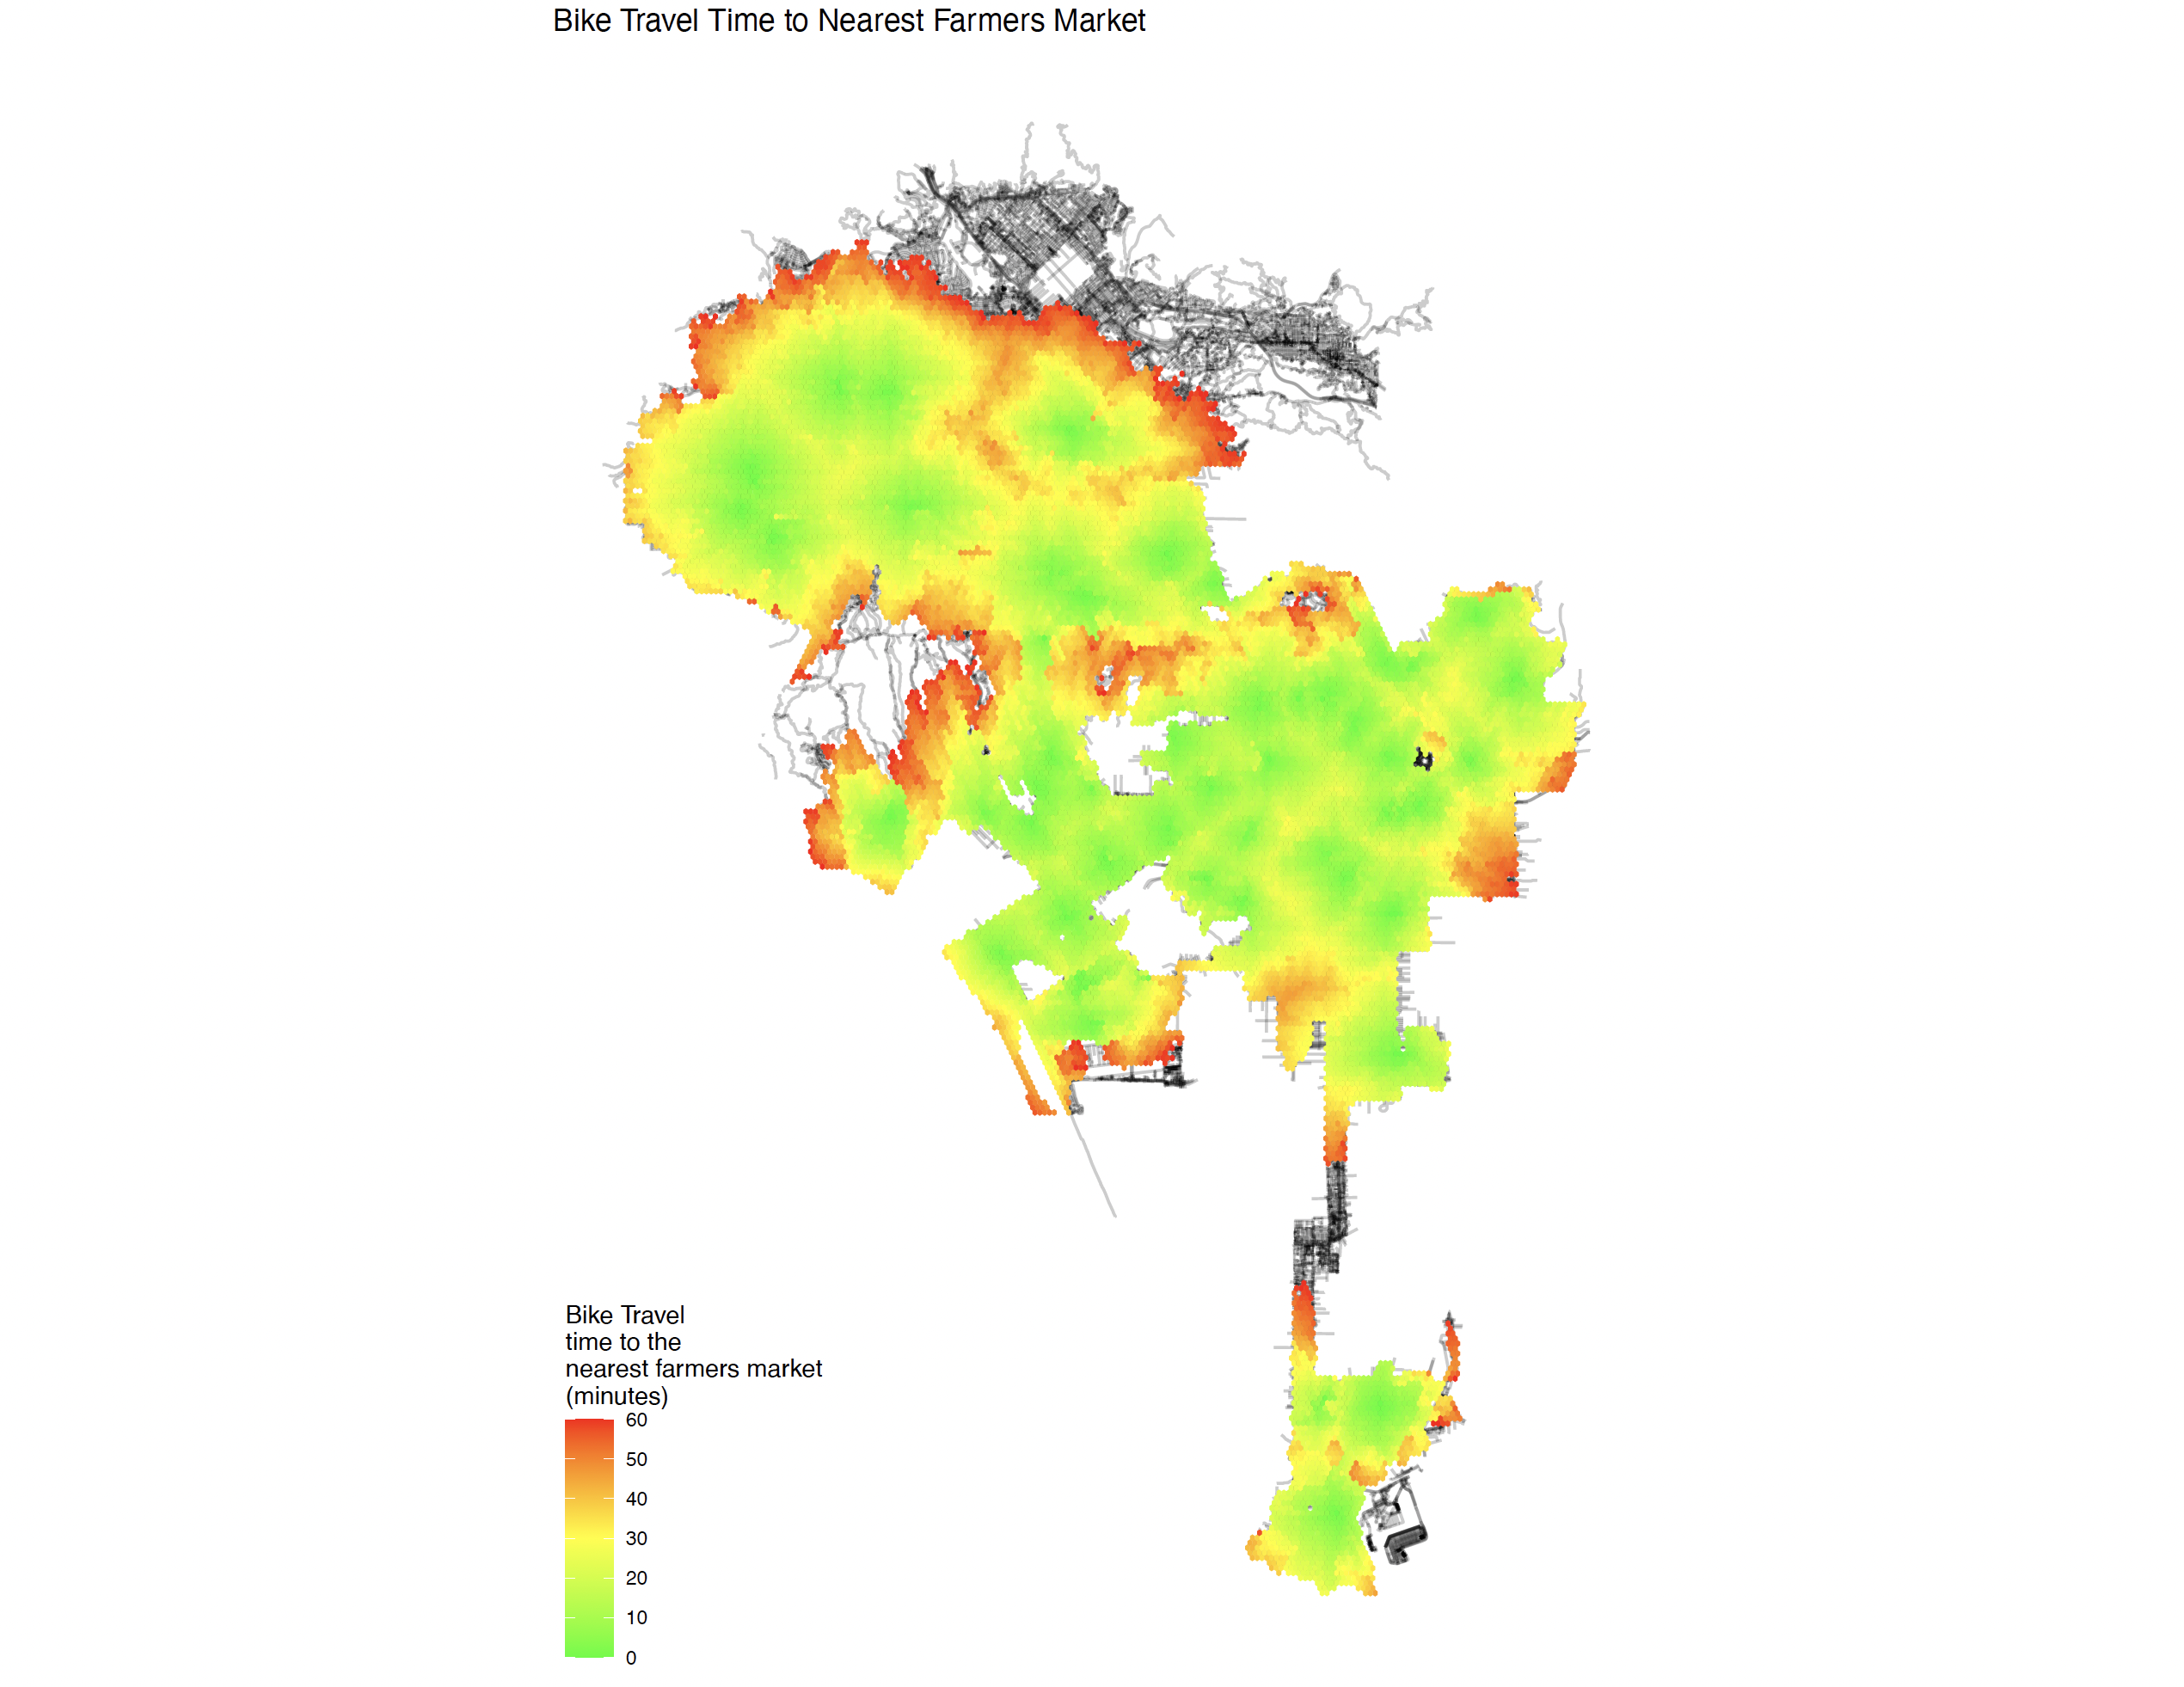 Bike Travel Time to Nearest Farmers Market
Bike Travel
time to the
nearest farmers market
(minutes)
60
50
40
30
20
10
0